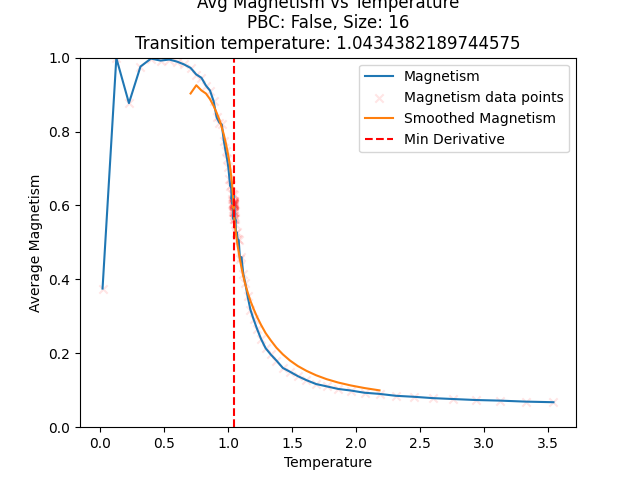 Avg Magnetism vs Temperature
PBC: False, Size: 16
Transition temperature: 1.0434382189744575
1.0
0.8
0.6
0.4
0.2
0.0
Average Magnetism
Magnetism
Magnetism data points
Smoothed Magnetism
Min Derivative
0.0 0.5 1.0 1.5 2.0 2.5 3.0 3.5
Temperature